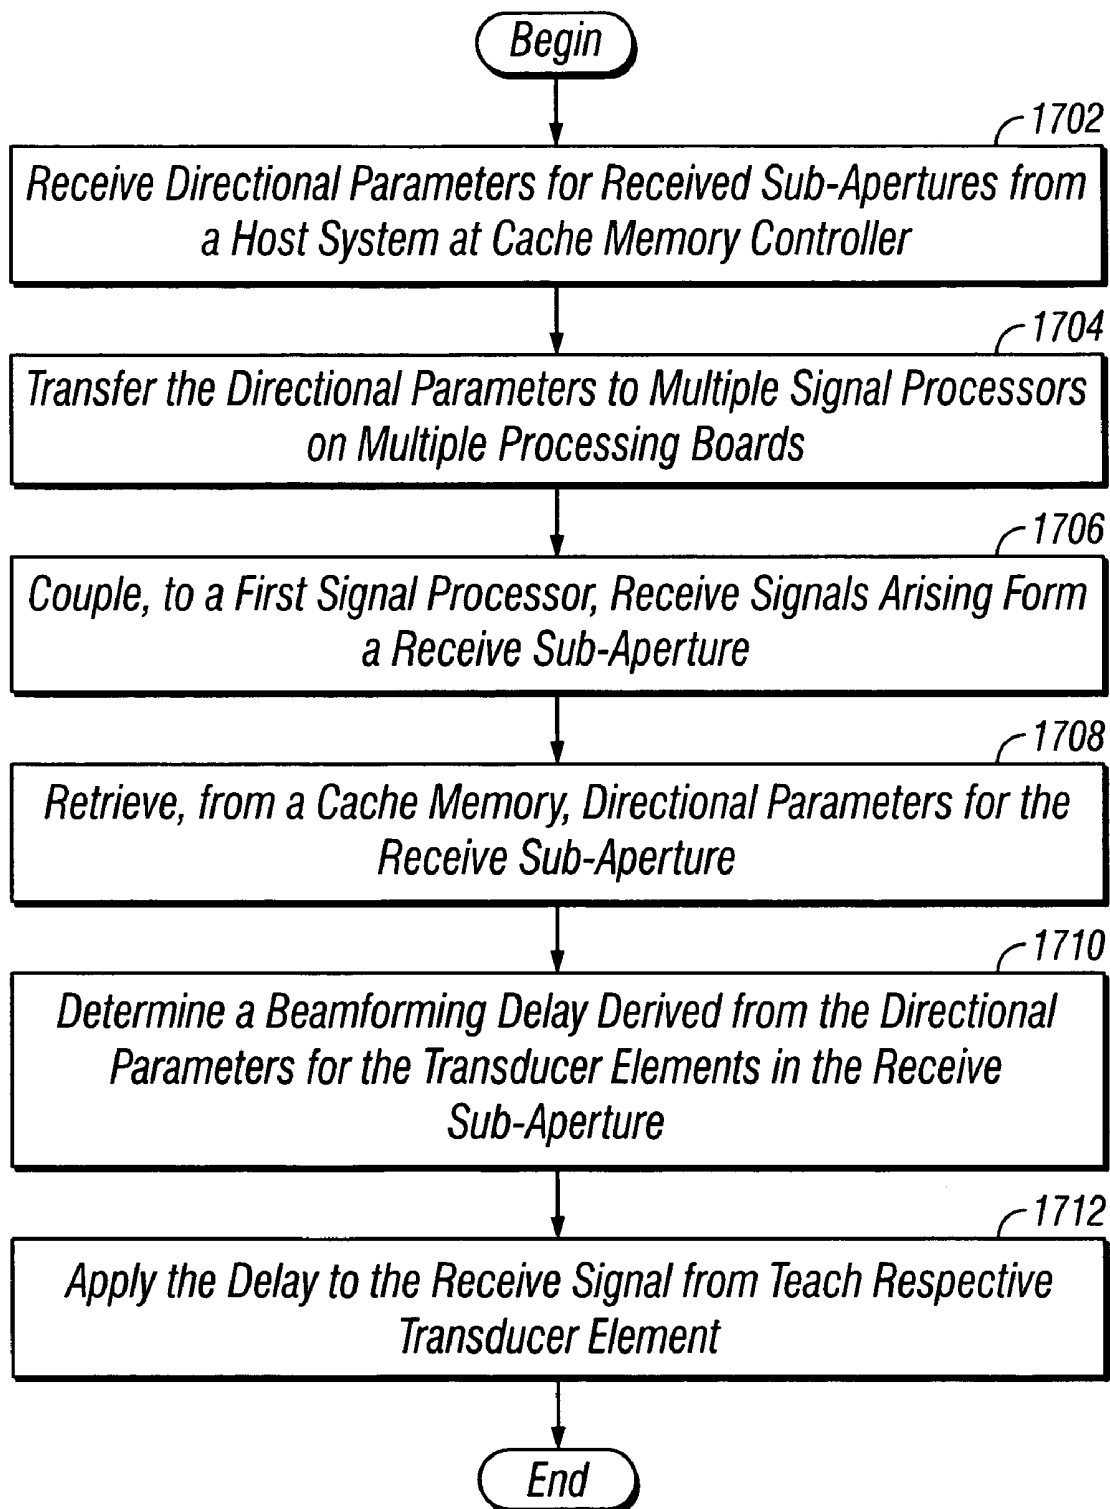 Begin
1702
Receive Directional Parameters for Received Sub-Apertures from
a Host System at Cache Memory Controller
1704
Transfer the Directional Parameters to Multiple Signal Processors
on Multiple Processing Boards
1706
Couple, to a First Signal Processor, Receive Signals Arising Form
a Receive Sub-Aperture
1708
Retrieve, from a Cache Memory, Directional Parameters for the
Receive Sub-Aperture
1710
Determine a Beamforming Delay Derived from the Directional
Parameters for the Transducer Elements in the Receive
Sub-Aperture
1712
Apply the Delay to the Receive Signal from Teach Respective
Transducer Element
End